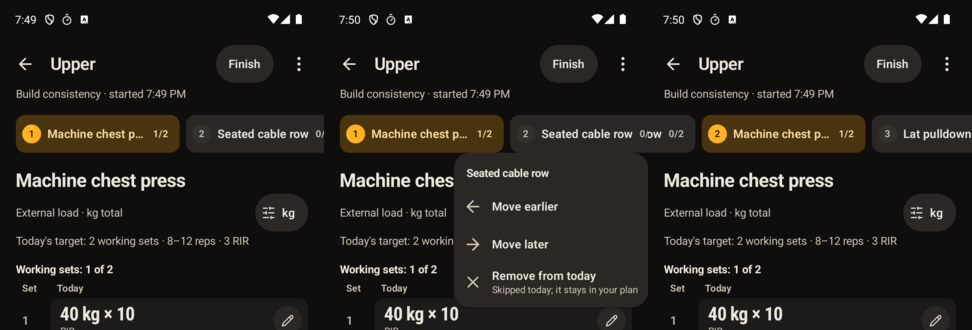 7:49
Upper
Finish
Build consistency · started 7:49 PM
1 Machine chest p... 1/2
2 Seated cable row 0/
Machine chest press
External load · kg total
kg
Today's target: 2 working sets · 8–12 reps · 3 RIR
Working sets: 1 of 2
Set Today
1 40 kg × 10
RIR
7:50
Upper
Finish
Build consistency · started 7:49 PM
1 Machine chest p... 1/2
2 Seated cable row 0/
Machine ches
External load · kg
Today's target: 2 workin
Working sets: 1 of 2
Set Today
1 40 kg × 10
RIR
Seated cable row
Move earlier
Move later
Remove from today
Skipped today; it stays in your plan
7:50
Upper
Finish
Build consistency · started 7:49 PM
ow 0/2
2 Machine chest p... 1/2
3 Lat pulldown
Machine chest press
External load · kg total
kg
Today's target: 2 working sets · 8–12 reps · 3 RIR
Working sets: 1 of 2
Set Today
1 40 kg × 10
RIR